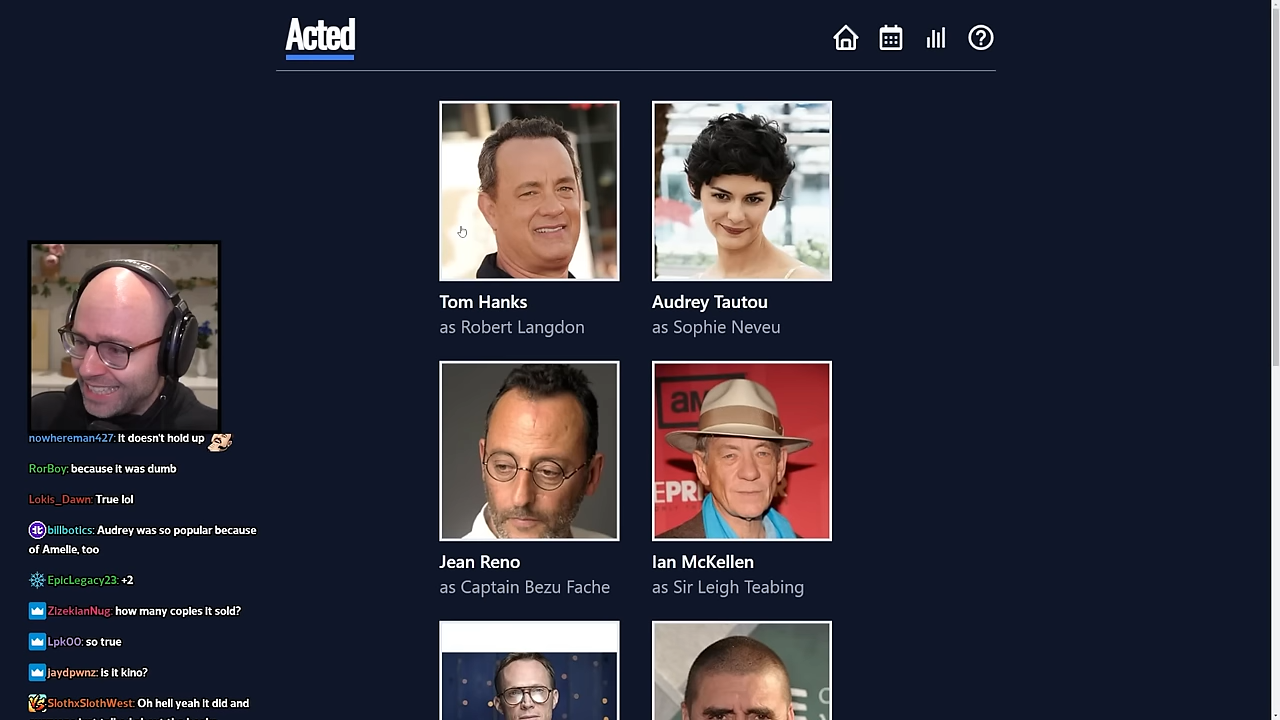 Acted
Tom Hanks
as Robert Langdon
Audrey Tautou
as Sophie Neveu
Jean Reno
as Captain Bezu Fache
Ian McKellen
as Sir Leigh Teabing
nowhereman427: It doesn't hold up
RorBoy: because it was dumb
Lokis_Dawn: True lol
billbotics: Audrey was so popular because
of Amelie, too
EpicLegacy23: +2
ZizekianNug: how many copies it sold?
Lpk00: so true
jaydpwnz: is it kino?
SlothxSlothWest: Oh hell yeah it did and